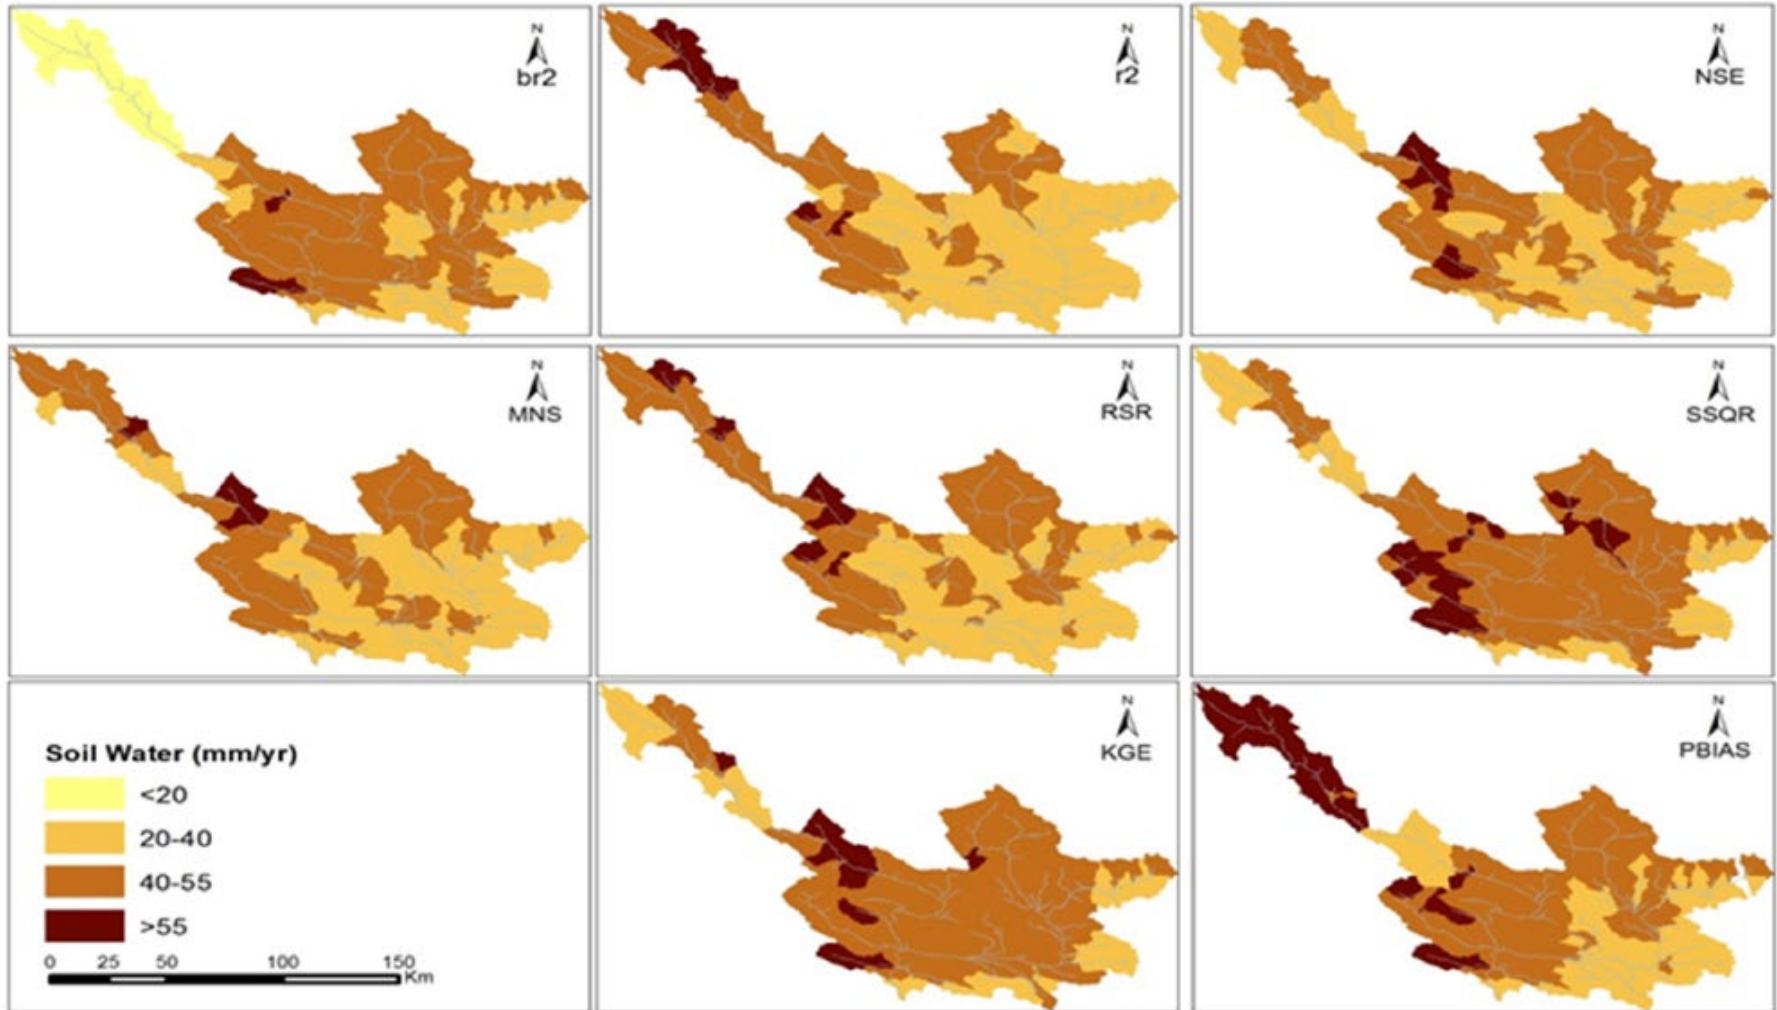 N
br2
N
r2
N
NSE
N
MNS
N
RSR
N
SSQR
Soil Water (mm/yr)
<20
20-40
40-55
>55
0 25 50 100 150
Km
N
KGE
N
PBIAS